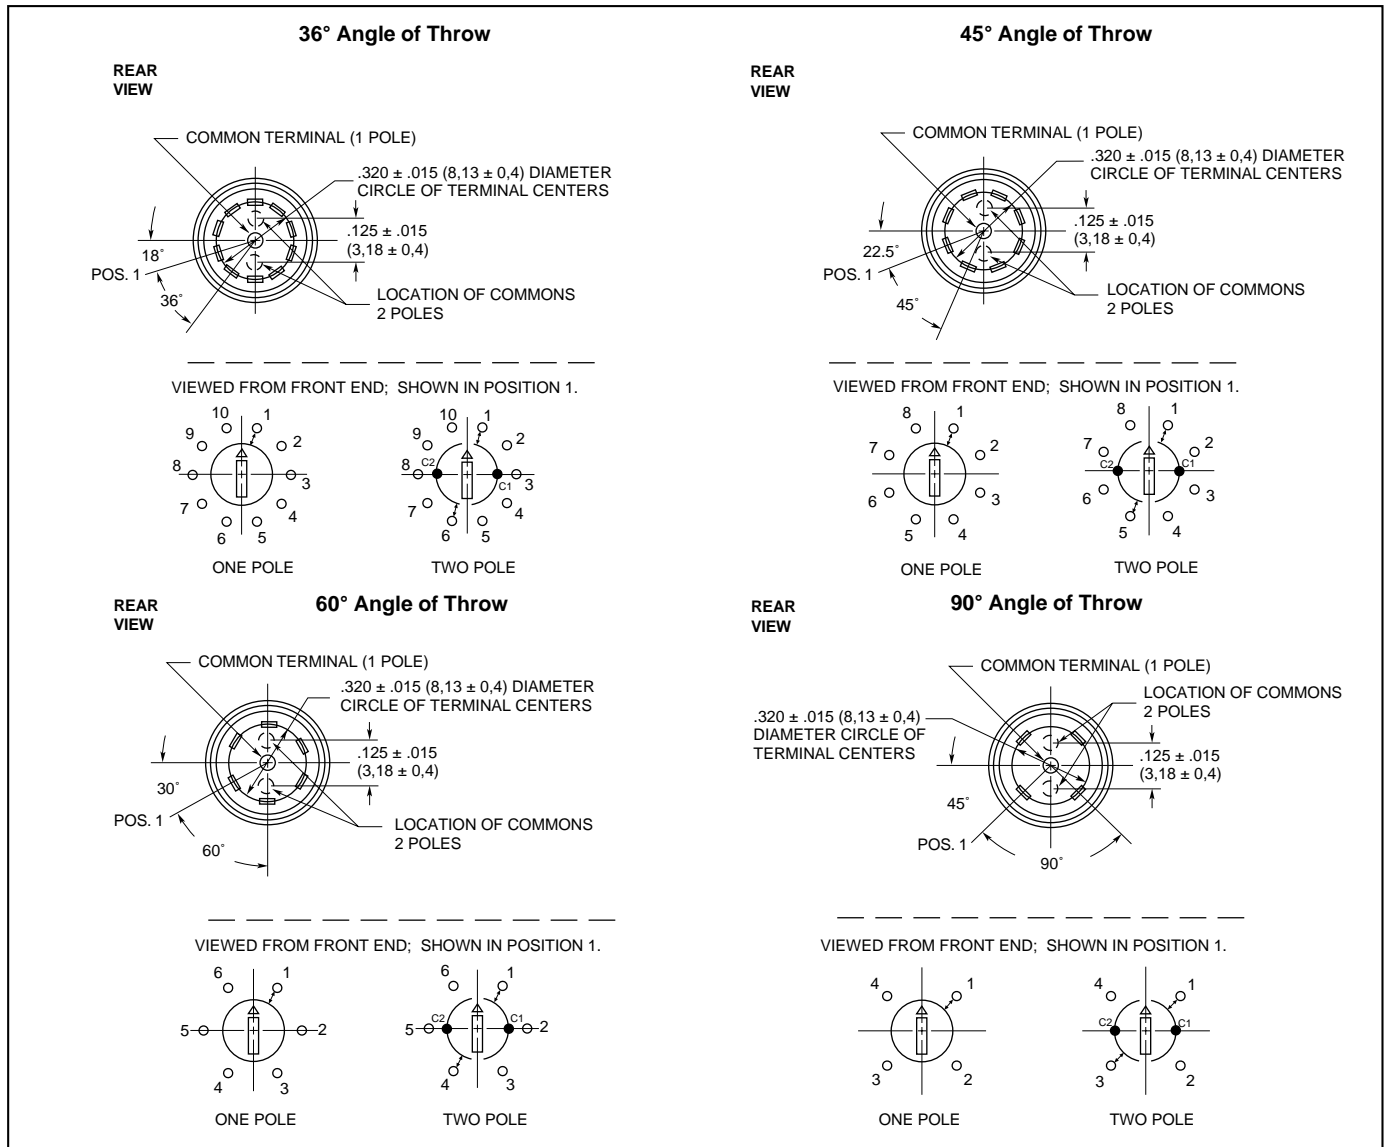 36° Angle of Throw
REAR
VIEW
COMMON TERMINAL (1 POLE)
.320 ± .015 (8,13 ± 0,4) DIAMETER
CIRCLE OF TERMINAL CENTERS
.125 ± .015
(3,18 ± 0,4)
18°
POS. 1
36°
LOCATION OF COMMONS
2 POLES
VIEWED FROM FRONT END; SHOWN IN POSITION 1.
10 1
9 2
8 3
7 4
6 5
ONE POLE
10 1
9 2
8 C2 C1 3
7 4
6 5
TWO POLE
45° Angle of Throw
REAR
VIEW
COMMON TERMINAL (1 POLE)
.320 ± .015 (8,13 ± 0,4) DIAMETER
CIRCLE OF TERMINAL CENTERS
.125 ± .015
(3,18 ± 0,4)
22.5°
POS. 1
45°
LOCATION OF COMMONS
2 POLES
VIEWED FROM FRONT END; SHOWN IN POSITION 1.
8 1
7 2
6 3
5 4
ONE POLE
8 1
7 2
C2 C1
6 3
5 4
TWO POLE
60° Angle of Throw
REAR
VIEW
COMMON TERMINAL (1 POLE)
.320 ± .015 (8,13 ± 0,4) DIAMETER
CIRCLE OF TERMINAL CENTERS
.125 ± .015
(3,18 ± 0,4)
30°
POS. 1
60°
LOCATION OF COMMONS
2 POLES
VIEWED FROM FRONT END; SHOWN IN POSITION 1.
6 1
5 2
4 3
ONE POLE
6 1
5 C2 C1 2
4 3
TWO POLE
90° Angle of Throw
REAR
VIEW
COMMON TERMINAL (1 POLE)
LOCATION OF COMMONS
2 POLES
.320 ± .015 (8,13 ± 0,4)
DIAMETER CIRCLE OF
TERMINAL CENTERS
.125 ± .015
(3,18 ± 0,4)
45°
POS. 1
90°
VIEWED FROM FRONT END; SHOWN IN POSITION 1.
4 1
3 2
ONE POLE
4 1
C2 C1
3 2
TWO POLE